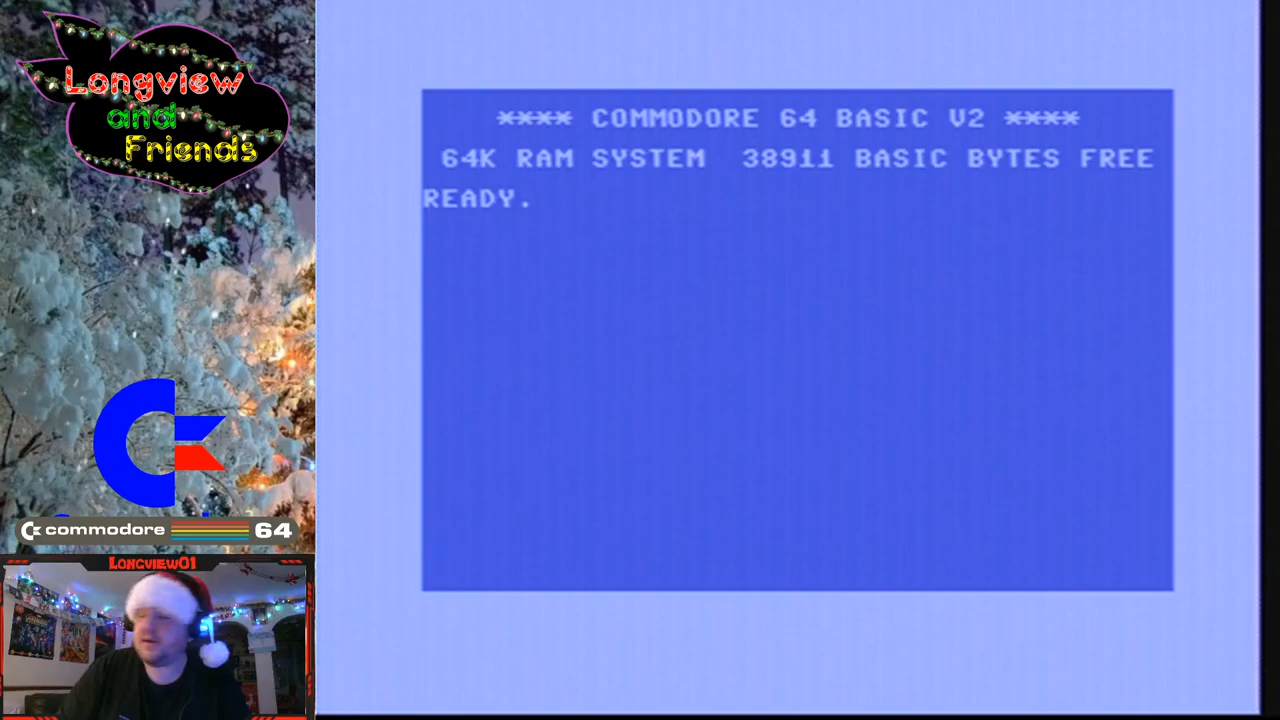 Longview
and
Friends
**** COMMODORE 64 BASIC V2 ****
64K RAM SYSTEM  38911 BASIC BYTES FREE
READY.
commodore 64
LONGVIEW01